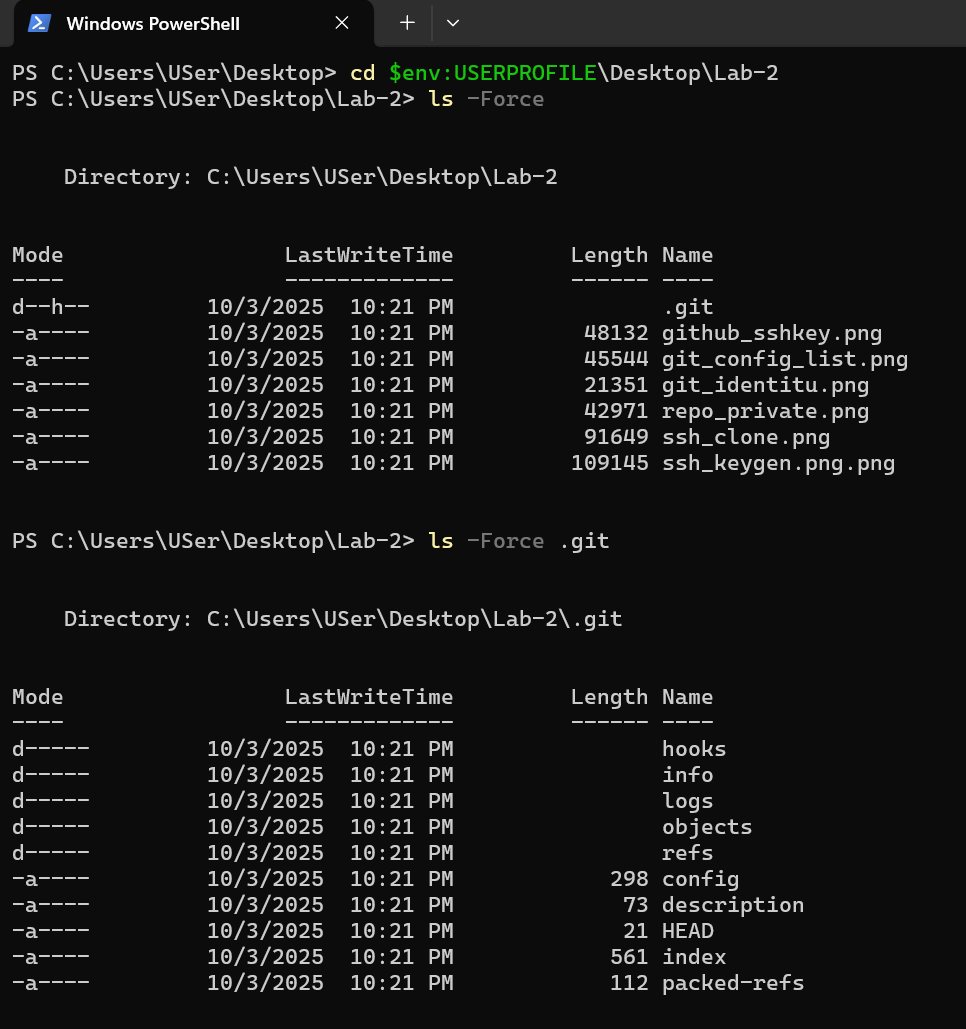 Windows PowerShell
PS C:\Users\USer\Desktop> cd $env:USERPROFILE\Desktop\Lab-2
PS C:\Users\USer\Desktop\Lab-2> ls -Force
Directory: C:\Users\USer\Desktop\Lab-2
Mode LastWriteTime Length Name
---- ------------- ------ ----
d--h-- 10/3/2025 10:21 PM .git
-a---- 10/3/2025 10:21 PM 48132 github_sshkey.png
-a---- 10/3/2025 10:21 PM 45544 git_config_list.png
-a---- 10/3/2025 10:21 PM 21351 git_identitu.png
-a---- 10/3/2025 10:21 PM 42971 repo_private.png
-a---- 10/3/2025 10:21 PM 91649 ssh_clone.png
-a---- 10/3/2025 10:21 PM 109145 ssh_keygen.png.png
PS C:\Users\USer\Desktop\Lab-2> ls -Force .git
Directory: C:\Users\USer\Desktop\Lab-2\.git
Mode LastWriteTime Length Name
---- ------------- ------ ----
d----- 10/3/2025 10:21 PM hooks
d----- 10/3/2025 10:21 PM info
d----- 10/3/2025 10:21 PM logs
d----- 10/3/2025 10:21 PM objects
d----- 10/3/2025 10:21 PM refs
-a---- 10/3/2025 10:21 PM 298 config
-a---- 10/3/2025 10:21 PM 73 description
-a---- 10/3/2025 10:21 PM 21 HEAD
-a---- 10/3/2025 10:21 PM 561 index
-a---- 10/3/2025 10:21 PM 112 packed-refs